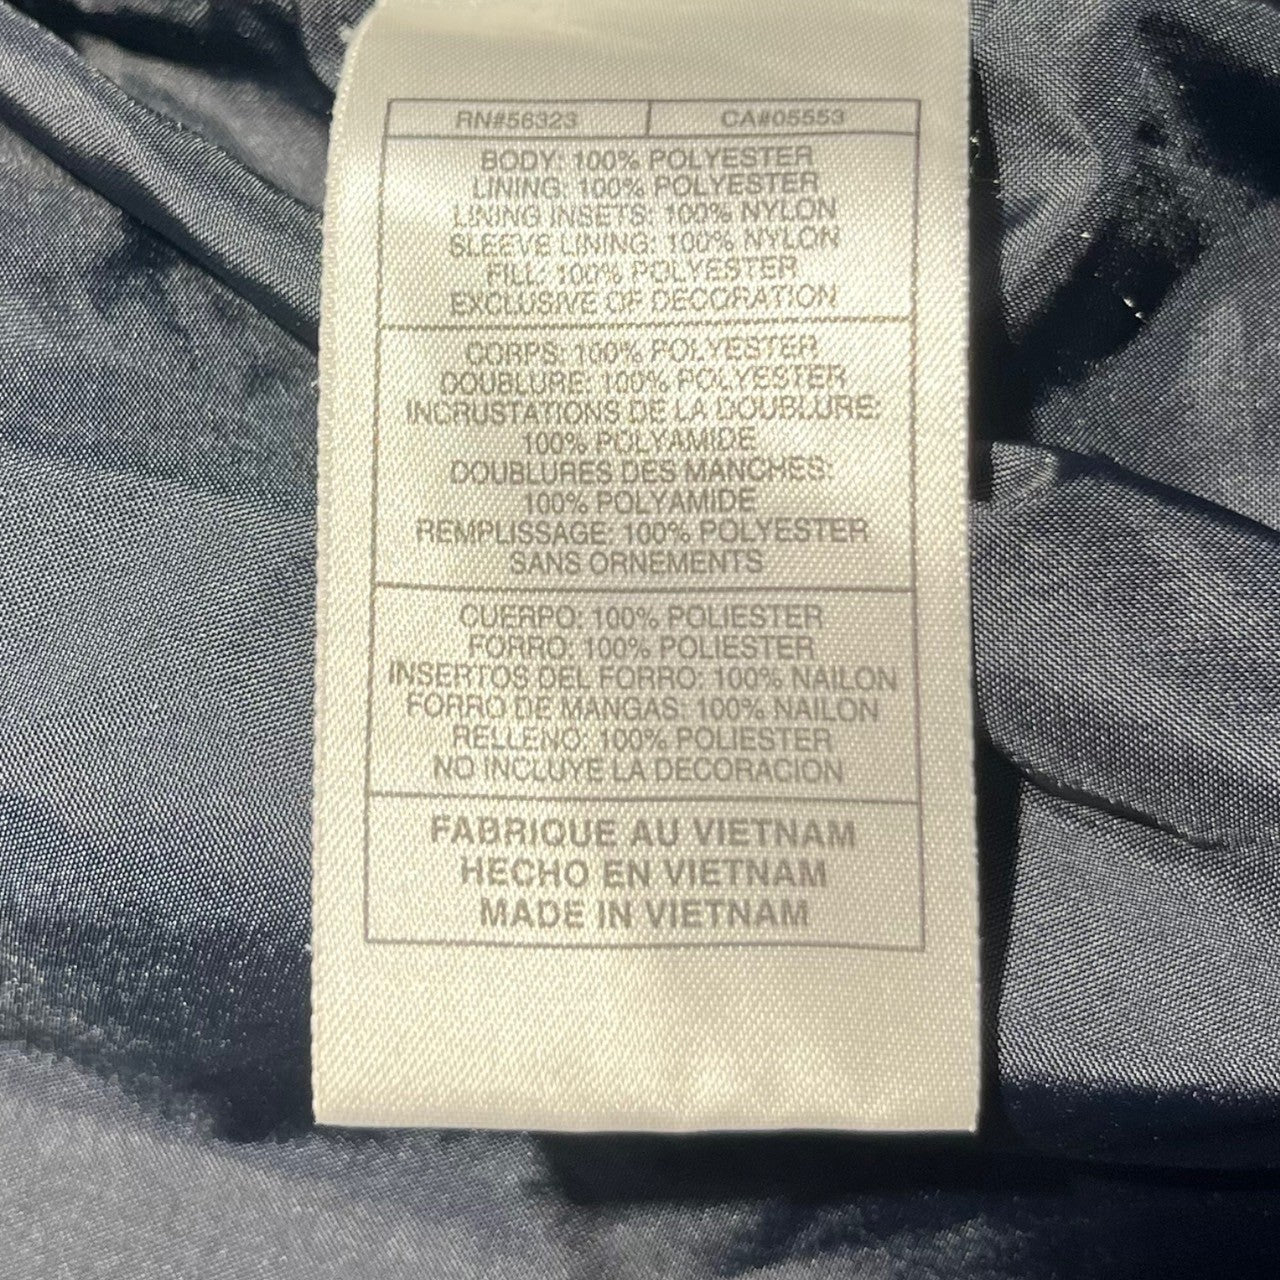 RN#56323 CA#05553
BODY: 100% POLYESTER
LINING: 100% POLYESTER
LINING INSETS: 100% NYLON
SLEEVE LINING: 100% NYLON
FILL: 100% POLYESTER
EXCLUSIVE OF DECORATION
CORPS: 100% POLYESTER
DOUBLURE: 100% POLYESTER
INCRUSTATIONS DE LA DOUBLURE:
100% POLYAMIDE
DOUBLURES DES MANCHES:
100% POLYAMIDE
REMPLISSAGE: 100% POLYESTER
SANS ORNEMENTS
CUERPO: 100% POLIESTER
FORRO: 100% POLIESTER
INSERTOS DEL FORRO: 100% NAILON
FORRO DE MANGAS: 100% NAILON
RELLENO: 100% POLIESTER
NO INCLUYE LA DECORACION
FABRIQUE AU VIETNAM
HECHO EN VIETNAM
MADE IN VIETNAM